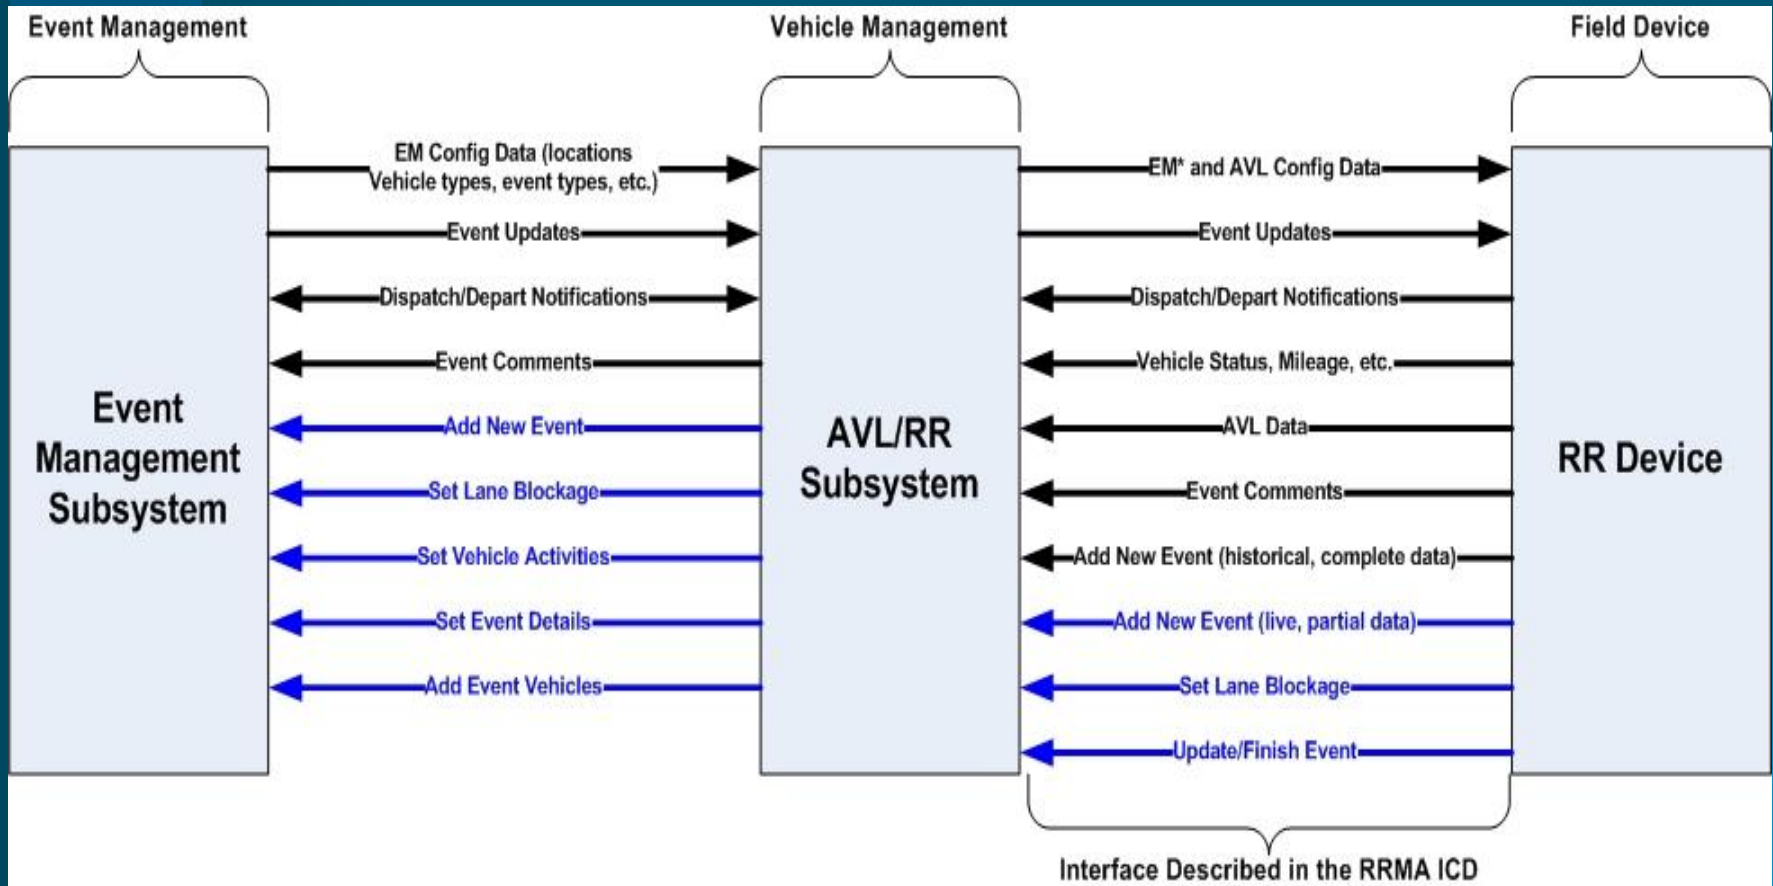 Event Management
Vehicle Management
Field Device
EM Config Data (locations
Vehicle types, event types, etc.)
Event Updates
Dispatch/Depart Notifications
Event Comments
Add New Event
Set Lane Blockage
Set Vehicle Activities
Set Event Details
Add Event Vehicles
Event
Management
Subsystem
AVL/RR
Subsystem
EM* and AVL Config Data
Event Updates
Dispatch/Depart Notifications
Vehicle Status, Mileage, etc.
AVL Data
Event Comments
Add New Event (historical, complete data)
Add New Event (live, partial data)
Set Lane Blockage
Update/Finish Event
RR Device
Interface Described in the RRMA ICD